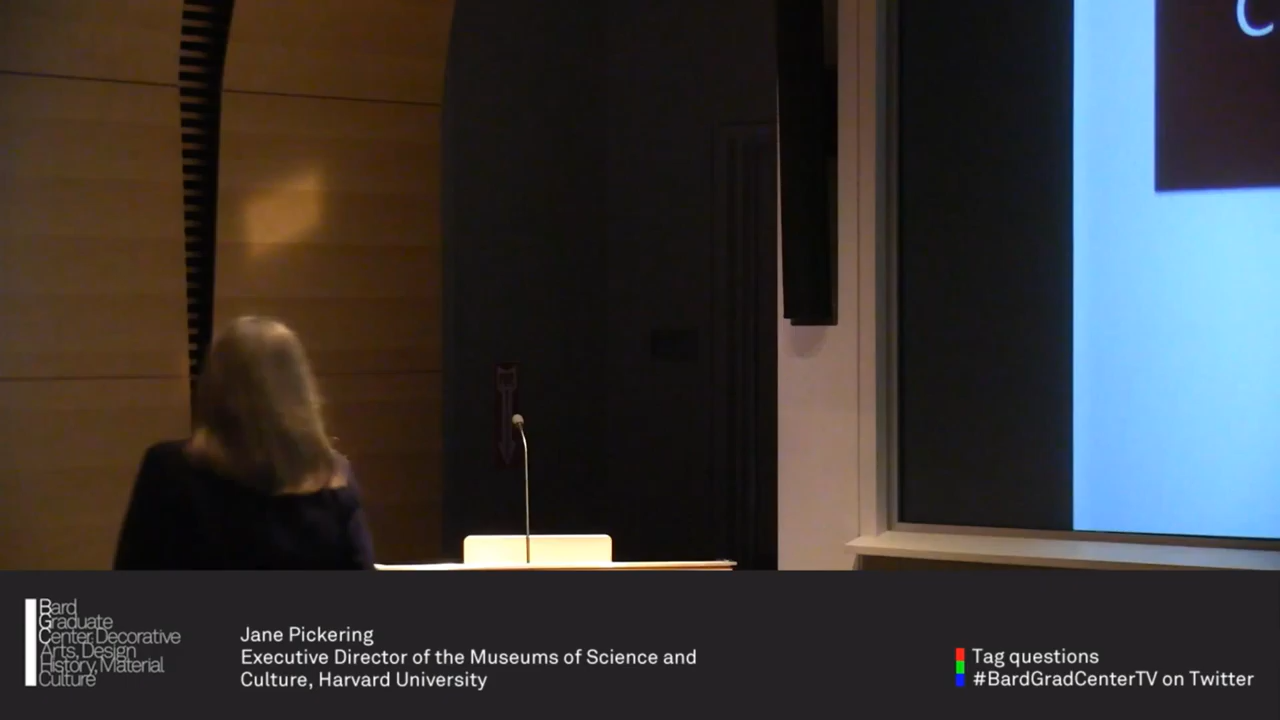 C
Bard
Graduate
Center Decorative
Arts, Design
History, Material
Culture
Jane Pickering
Executive Director of the Museums of Science and
Culture, Harvard University
Tag questions
#BardGradCenterTV on Twitter